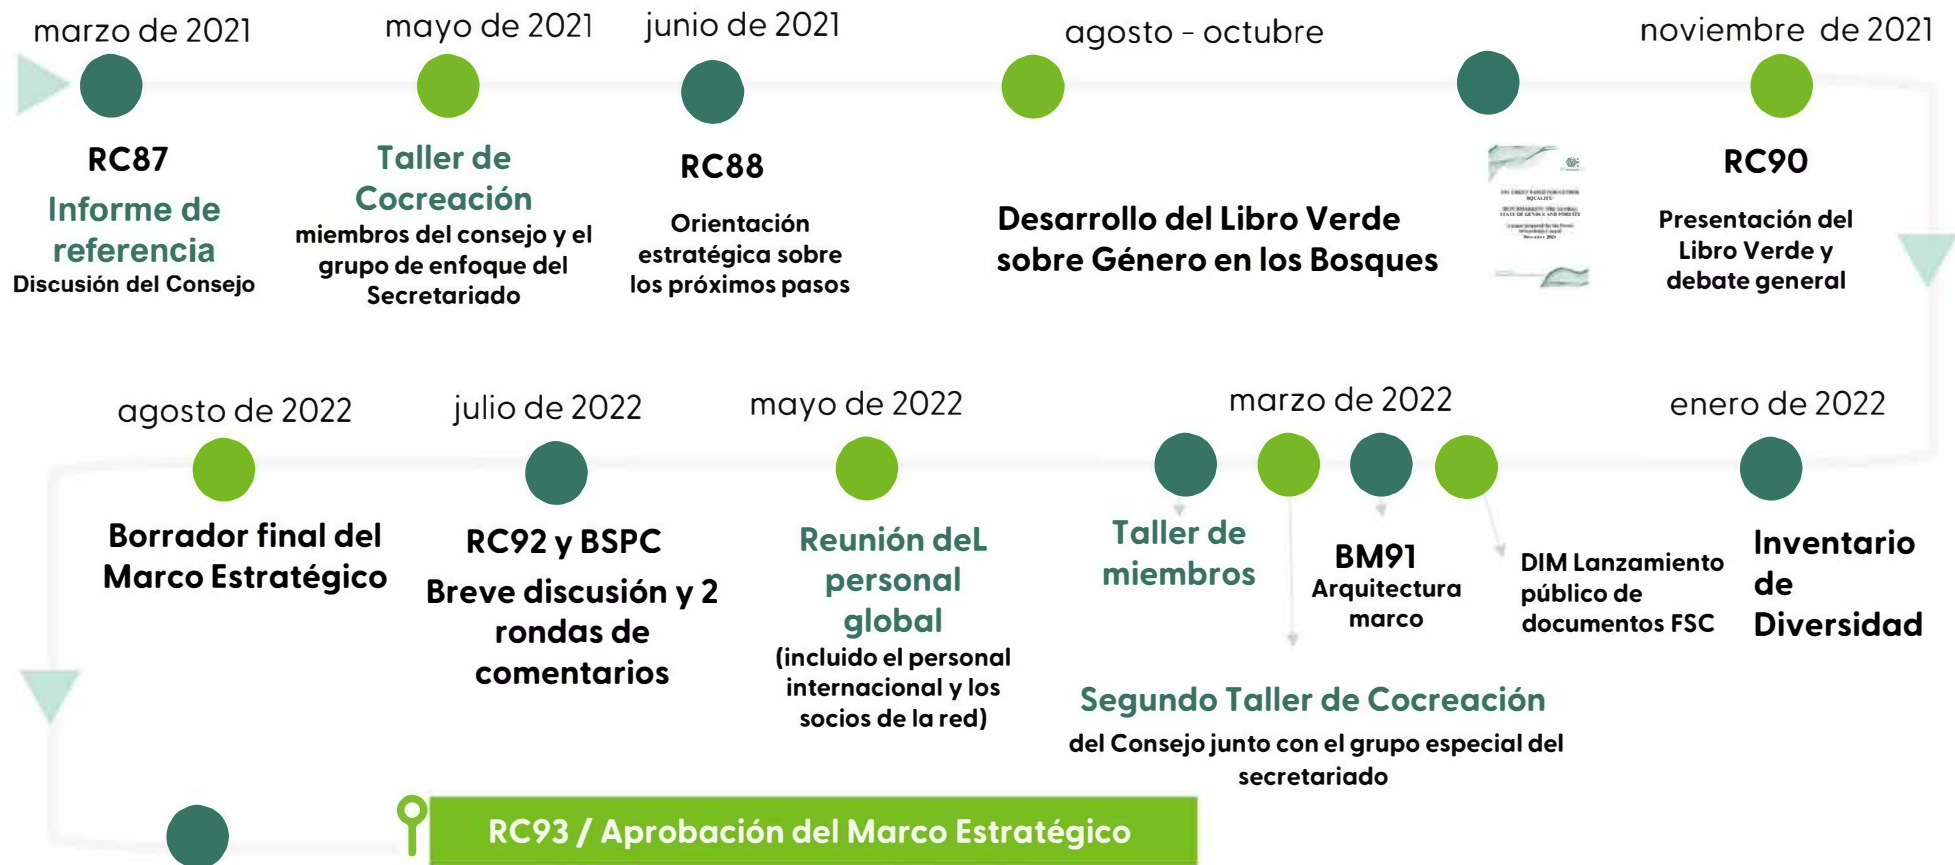 marzo de 2021
RC87
Informe de
referencia
Discusión del Consejo
mayo de 2021
Taller de
Cocreación
miembros del consejo y el
grupo de enfoque del
Secretariado
junio de 2021
RC88
Orientación
estratégica sobre
los próximos pasos
agosto - octubre
Desarrollo del Libro Verde
sobre Género en los Bosques
noviembre de 2021
RC90
Presentación del
Libro Verde y
debate general
enero de 2022
Inventario
de
Diversidad
marzo de 2022
DIM Lanzamiento
público de
documentos FSC
BM91
Arquitectura
marco
Segundo Taller de Cocreación
del Consejo junto con el grupo especial del
secretariado
Taller de
miembros
mayo de 2022
Reunión deL
personal
global
(incluido el personal
internacional y los
socios de la red)
julio de 2022
RC92 y BSPC
Breve discusión y 2
rondas de
comentarios
agosto de 2022
Borrador final del
Marco Estratégico
RC93 / Aprobación del Marco Estratégico